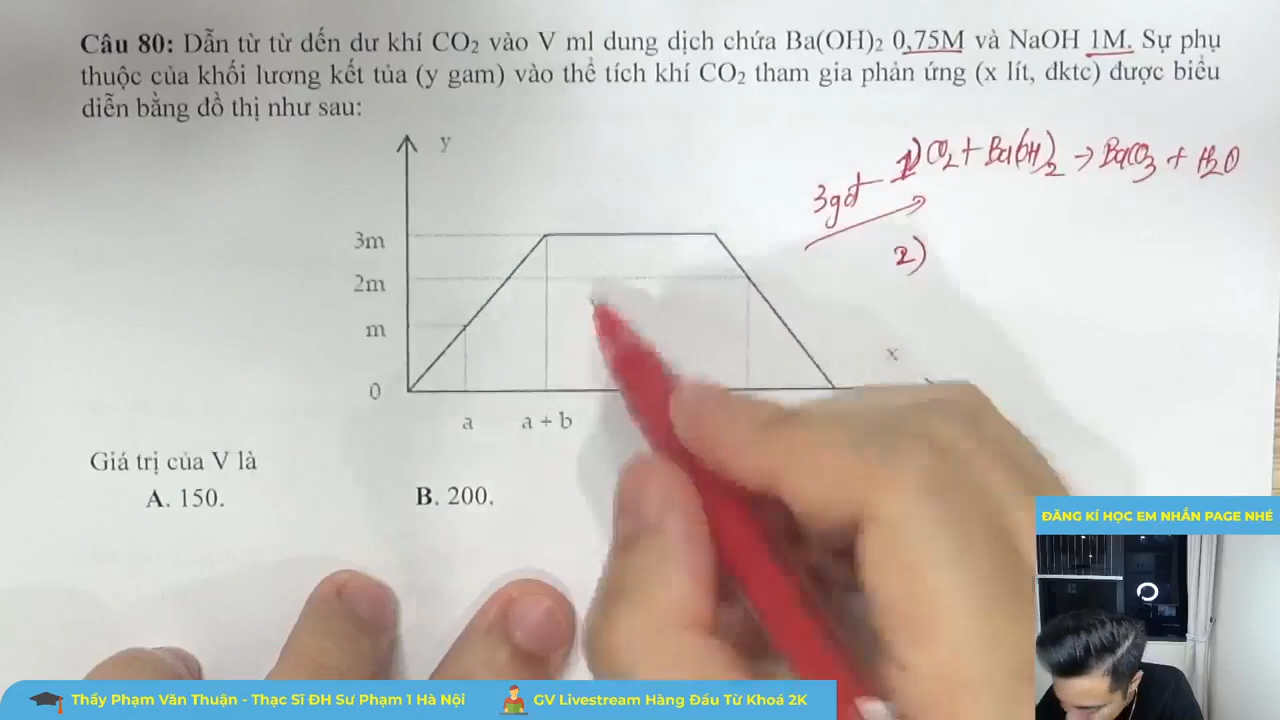 Câu 80: Dẫn từ từ đến dư khí CO₂ vào V ml dung dịch chứa Ba(OH)₂ 0,75M và NaOH 1M. Sự phụ
thuộc của khối lượng kết tủa (y gam) vào thể tích khí CO₂ tham gia phản ứng (x lít, đktc) được biểu
diễn bằng đồ thị như sau:
y
1) CO₂ + Ba(OH)₂ → BaCO₃ + H₂O
3gđ
2)
3m
2m
m
x
0
a
a + b
Giá trị của V là
A. 150.
B. 200.
ĐĂNG KÍ HỌC EM NHẮN PAGE NHÉ
Thầy Phạm Văn Thuận - Thạc Sĩ ĐH Sư Phạm 1 Hà Nội
GV Livestream Hàng Đầu Từ Khoá 2K